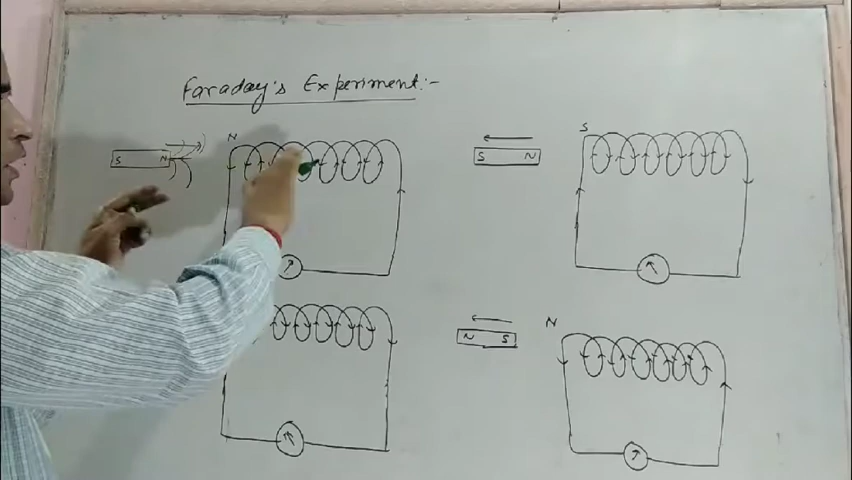 Faraday's Experiment:-
S N
N
S N
S
N S
N